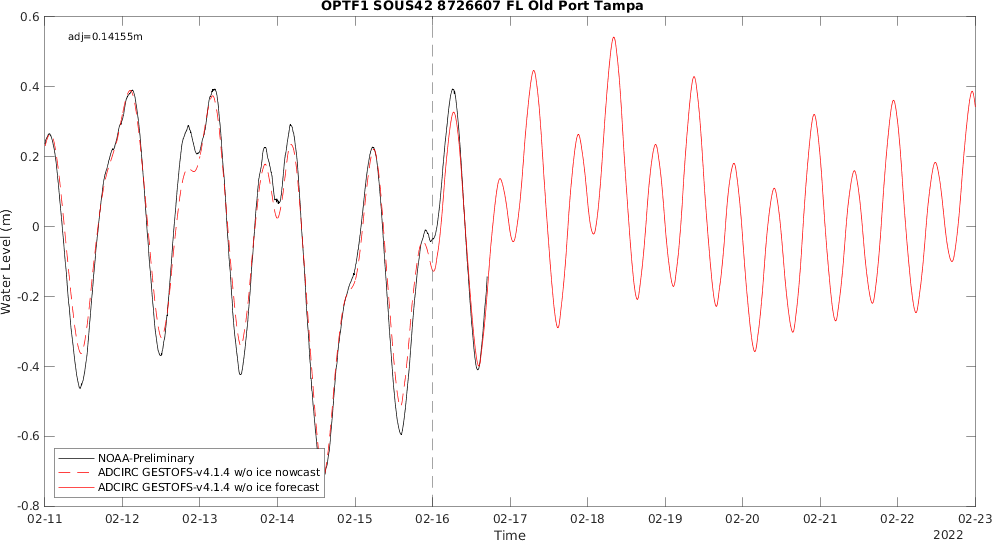 OPTF1 SOUS42 8726607 FL Old Port Tampa
adj=0.14155m
0.6
0.4
0.2
0
-0.2
-0.4
-0.6
-0.8
Water Level (m)
NOAA-Preliminary
ADCIRC GESTOFS-v4.1.4 w/o ice nowcast
ADCIRC GESTOFS-v4.1.4 w/o ice forecast
02-11 02-12 02-13 02-14 02-15 02-16 02-17 02-18 02-19 02-20 02-21 02-22 02-23
Time
2022